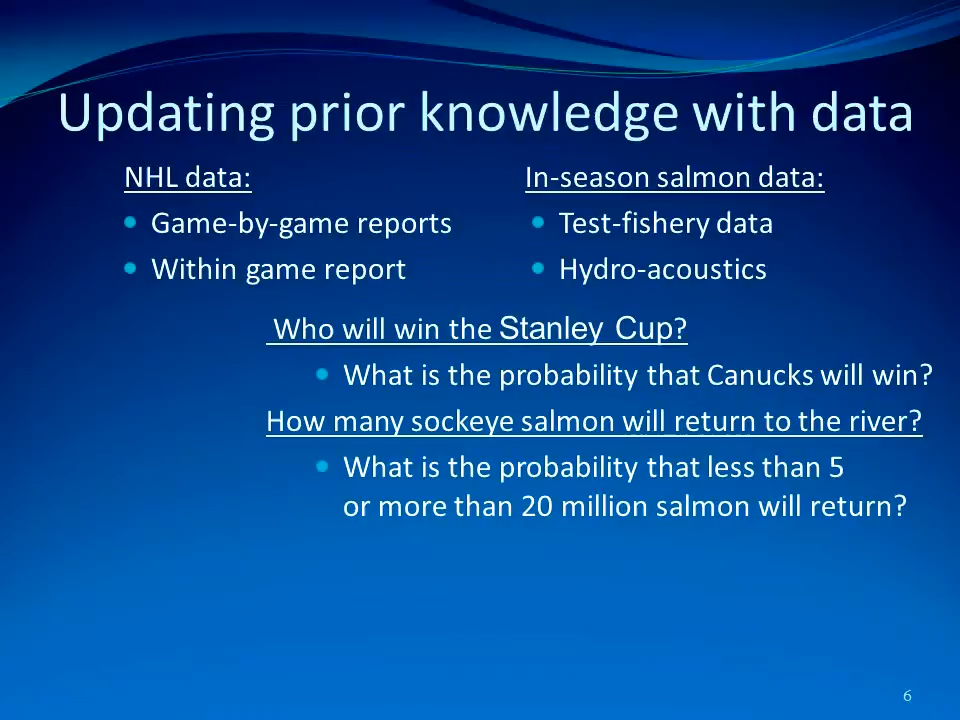 Updating prior knowledge with data
NHL data:
• Game-by-game reports
• Within game report
In-season salmon data:
• Test-fishery data
• Hydro-acoustics
Who will win the Stanley Cup?
• What is the probability that Canucks will win?
How many sockeye salmon will return to the river?
• What is the probability that less than 5
or more than 20 million salmon will return?
6